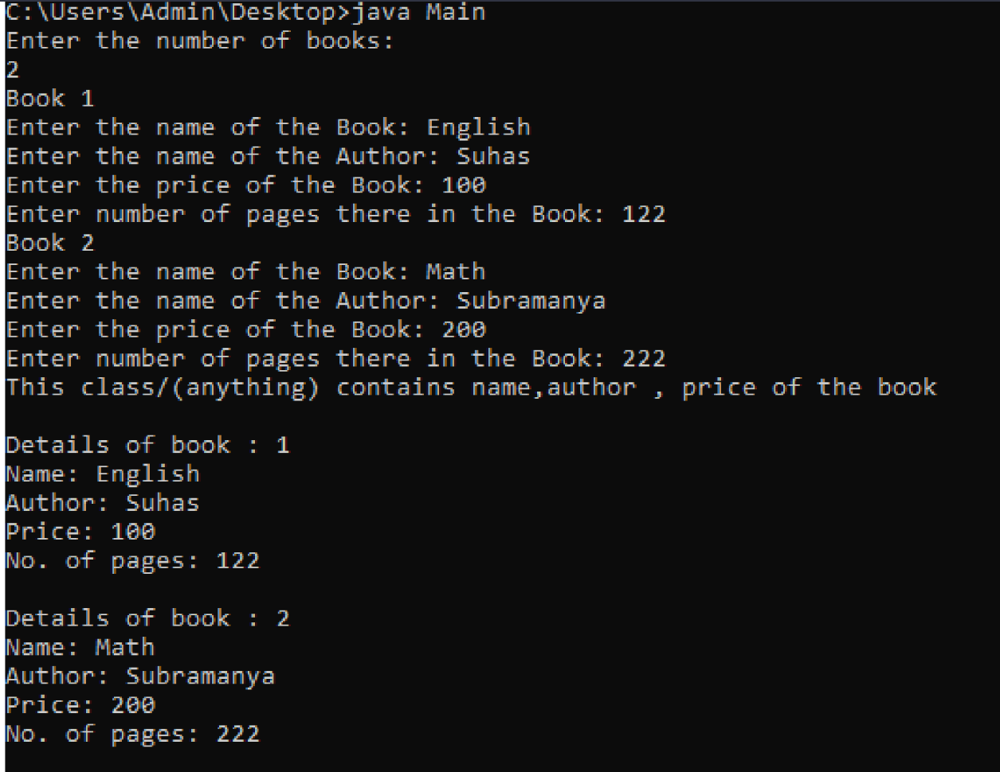 C:\Users\Admin\Desktop>java Main
Enter the number of books:
2
Book 1
Enter the name of the Book: English
Enter the name of the Author: Suhas
Enter the price of the Book: 100
Enter number of pages there in the Book: 122
Book 2
Enter the name of the Book: Math
Enter the name of the Author: Subramanya
Enter the price of the Book: 200
Enter number of pages there in the Book: 222
This class/(anything) contains name,author , price of the book
Details of book : 1
Name: English
Author: Suhas
Price: 100
No. of pages: 122
Details of book : 2
Name: Math
Author: Subramanya
Price: 200
No. of pages: 222